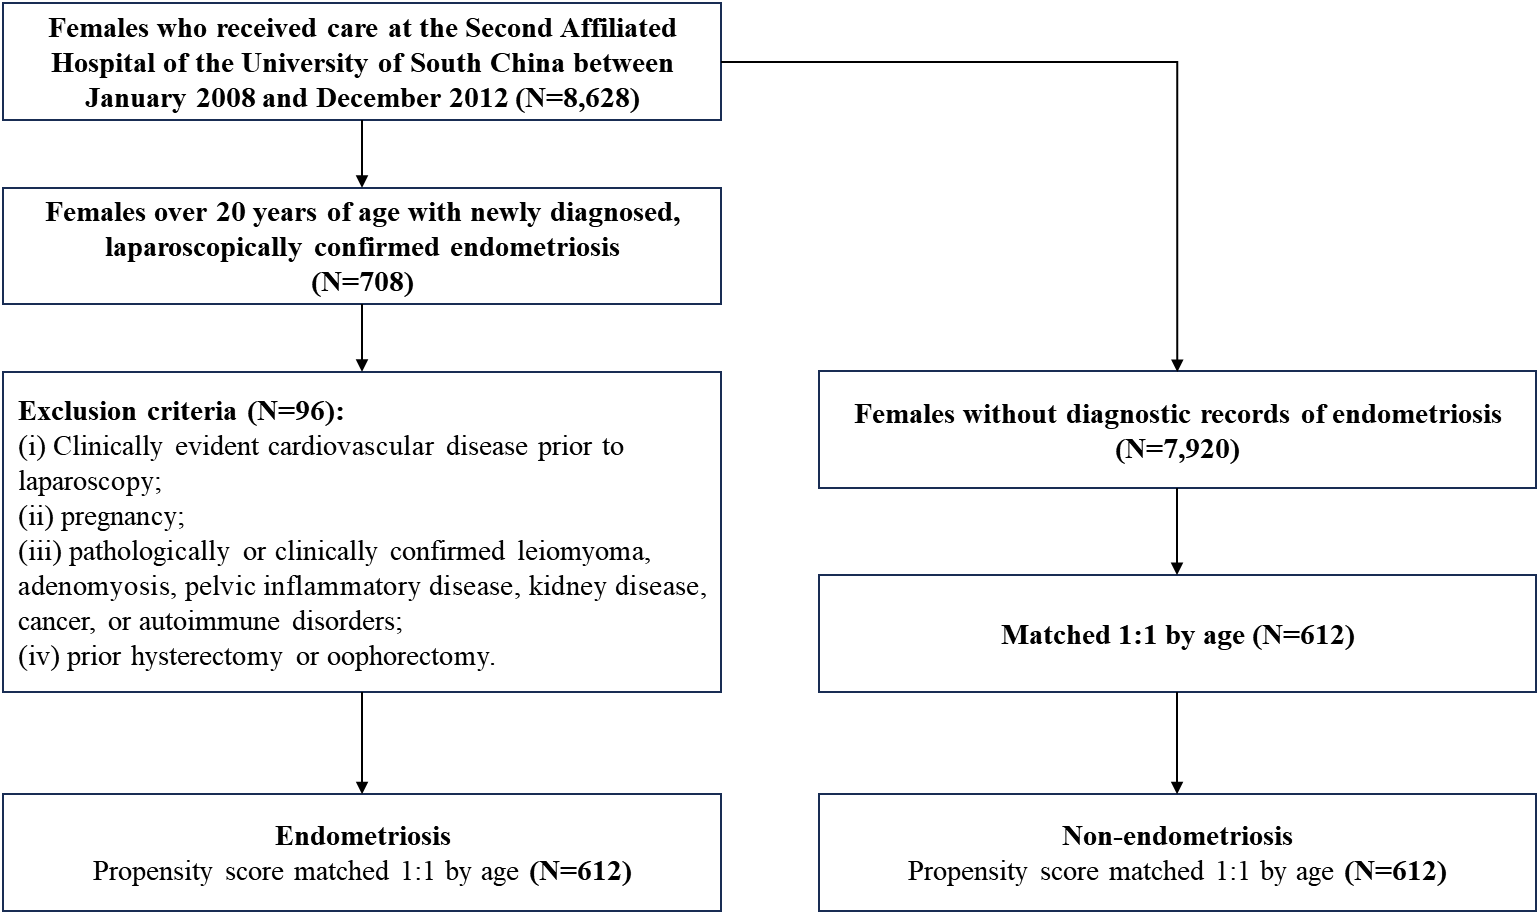 Females who received care at the Second Affiliated
Hospital of the University of South China between
January 2008 and December 2012 (N=8,628)
Females over 20 years of age with newly diagnosed,
laparoscopically confirmed endometriosis
(N=708)
Exclusion criteria (N=96):
(i) Clinically evident cardiovascular disease prior to
laparoscopy;
(ii) pregnancy;
(iii) pathologically or clinically confirmed leiomyoma,
adenomyosis, pelvic inflammatory disease, kidney disease,
cancer, or autoimmune disorders;
(iv) prior hysterectomy or oophorectomy.
Females without diagnostic records of endometriosis
(N=7,920)
Matched 1:1 by age (N=612)
Endometriosis
Propensity score matched 1:1 by age (N=612)
Non-endometriosis
Propensity score matched 1:1 by age (N=612)